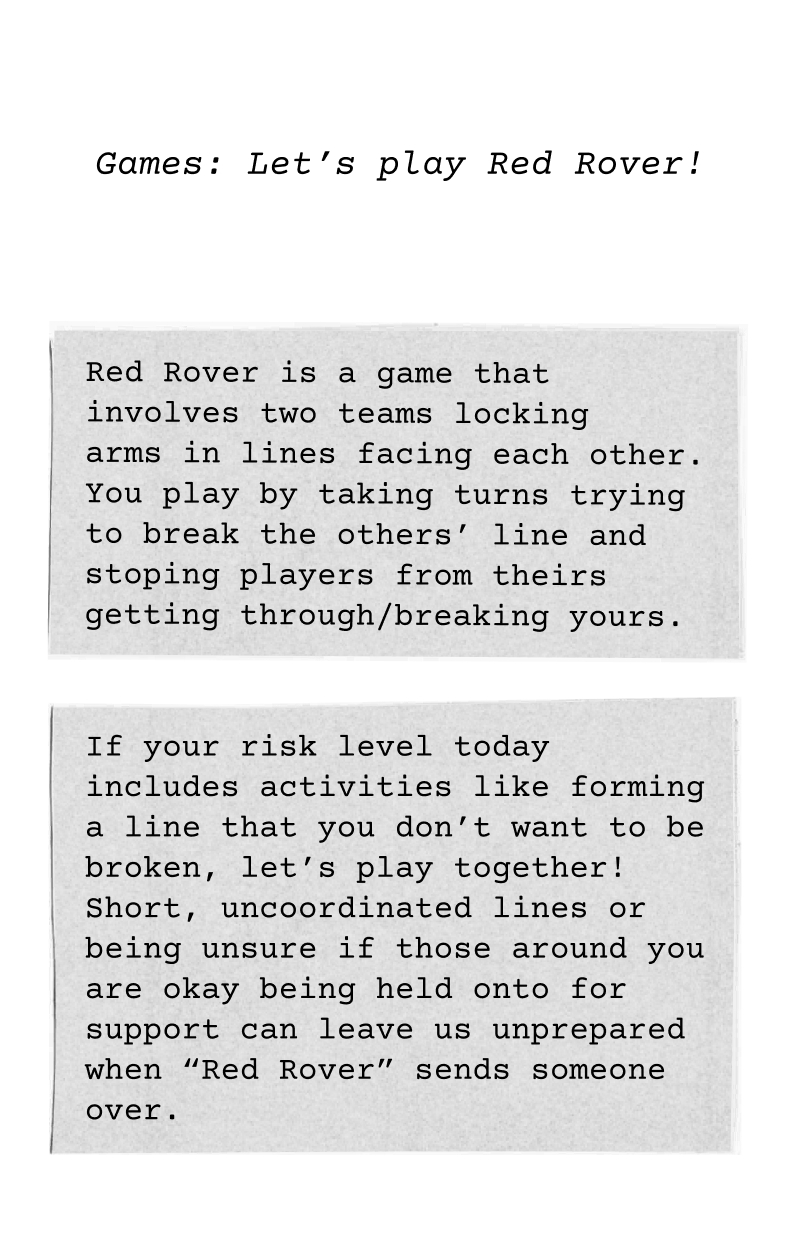 Games: Let’s play Red Rover!
Red Rover is a game that
involves two teams locking
arms in lines facing each other.
You play by taking turns trying
to break the others’ line and
stoping players from theirs
getting through/breaking yours.
If your risk level today
includes activities like forming
a line that you don’t want to be
broken, let’s play together!
Short, uncoordinated lines or
being unsure if those around you
are okay being held onto for
support can leave us unprepared
when “Red Rover” sends someone
over.